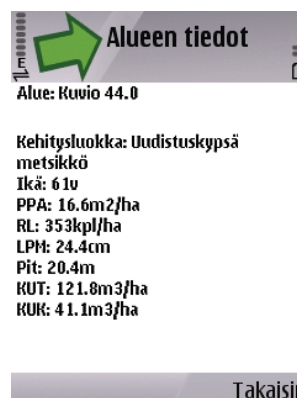 E
Alueen tiedot
Alue: Kuvio 44.0
Kehitysluokka: Uudistuskypsä
metsikkö
Ikä: 61v
PPA: 16.6m2/ha
RL: 353kpl/ha
LPM: 24.4cm
Pit: 20.4m
KUT: 121.8m3/ha
KUK: 41.1m3/ha
Takaisin